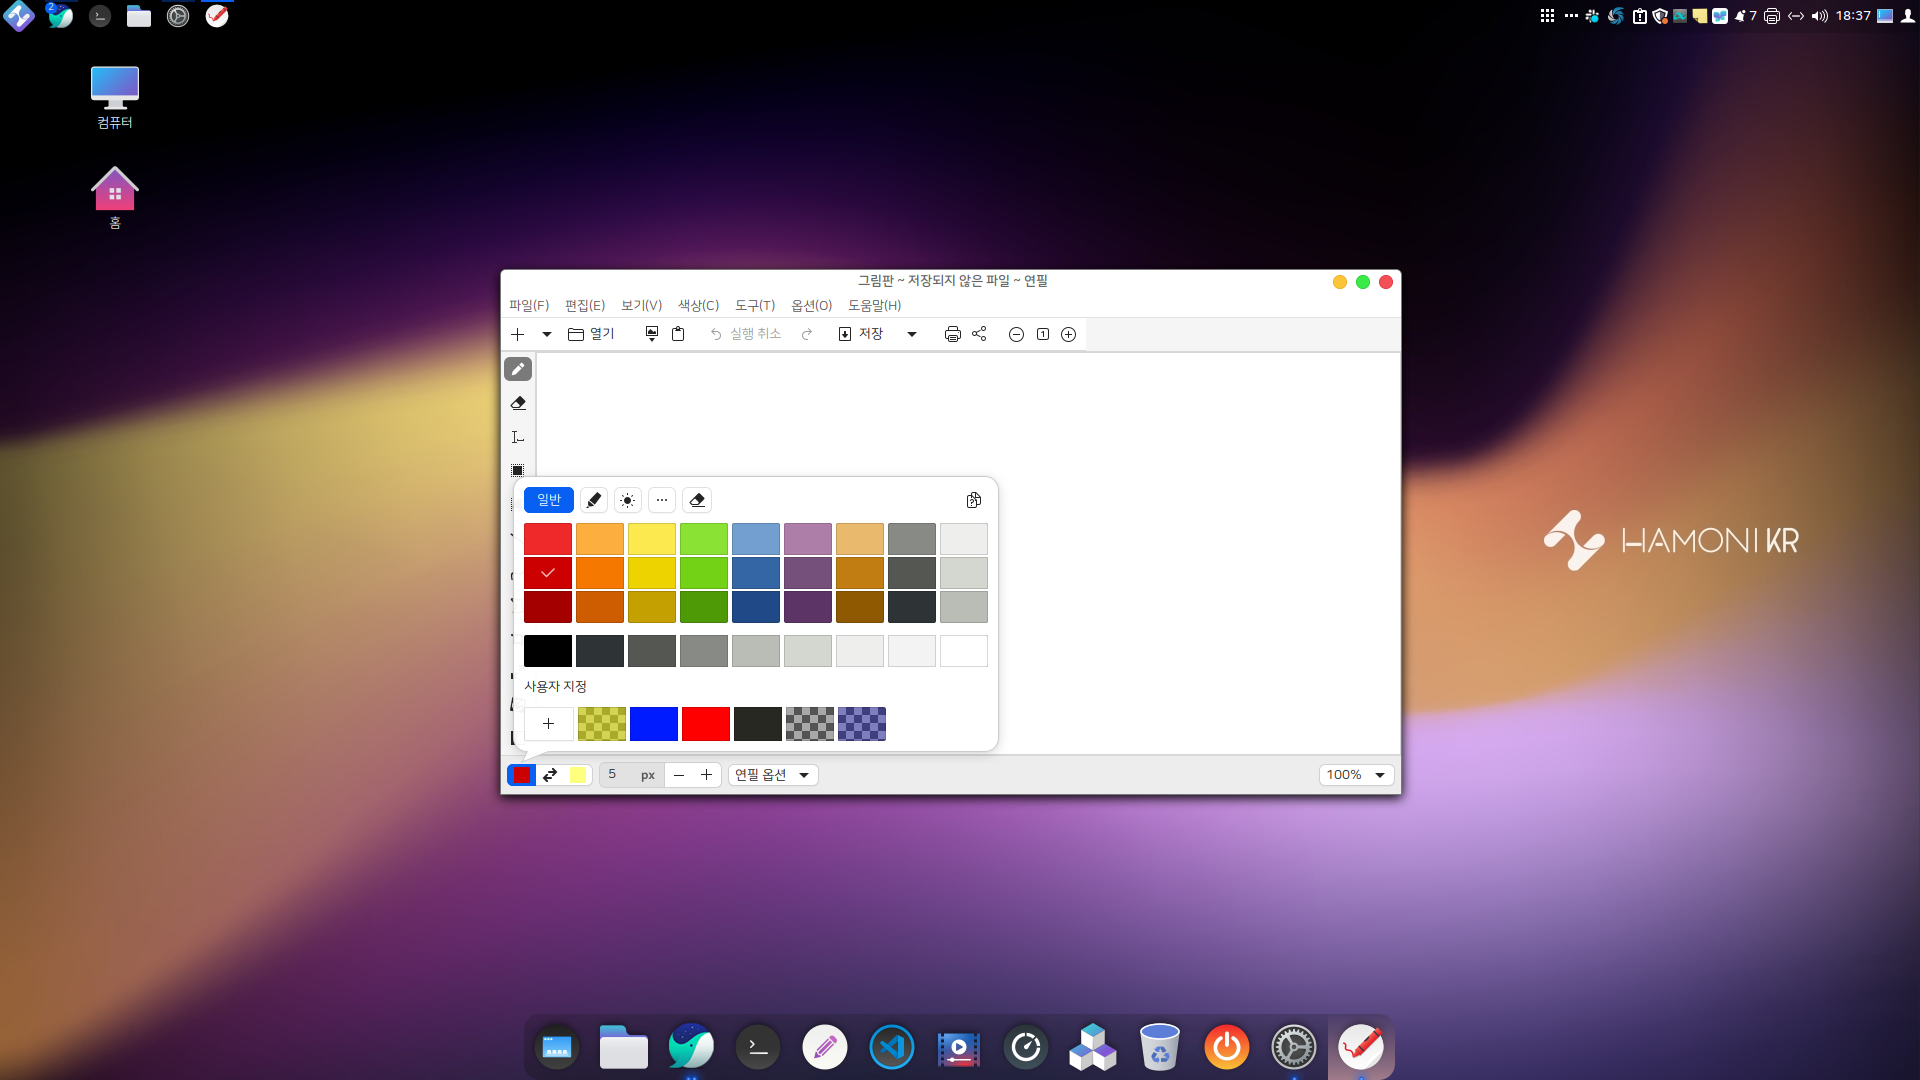 2
7
18:37
컴퓨터
홈
그림판 ~ 저장되지 않은 파일 ~ 연필
파일(F) 편집(E) 보기(V) 색상(C) 도구(T) 옵션(O) 도움말(H)
열기 실행 취소 저장 1
일반
HAMONIKR
사용자 지정
5 px 연필 옵션 100%